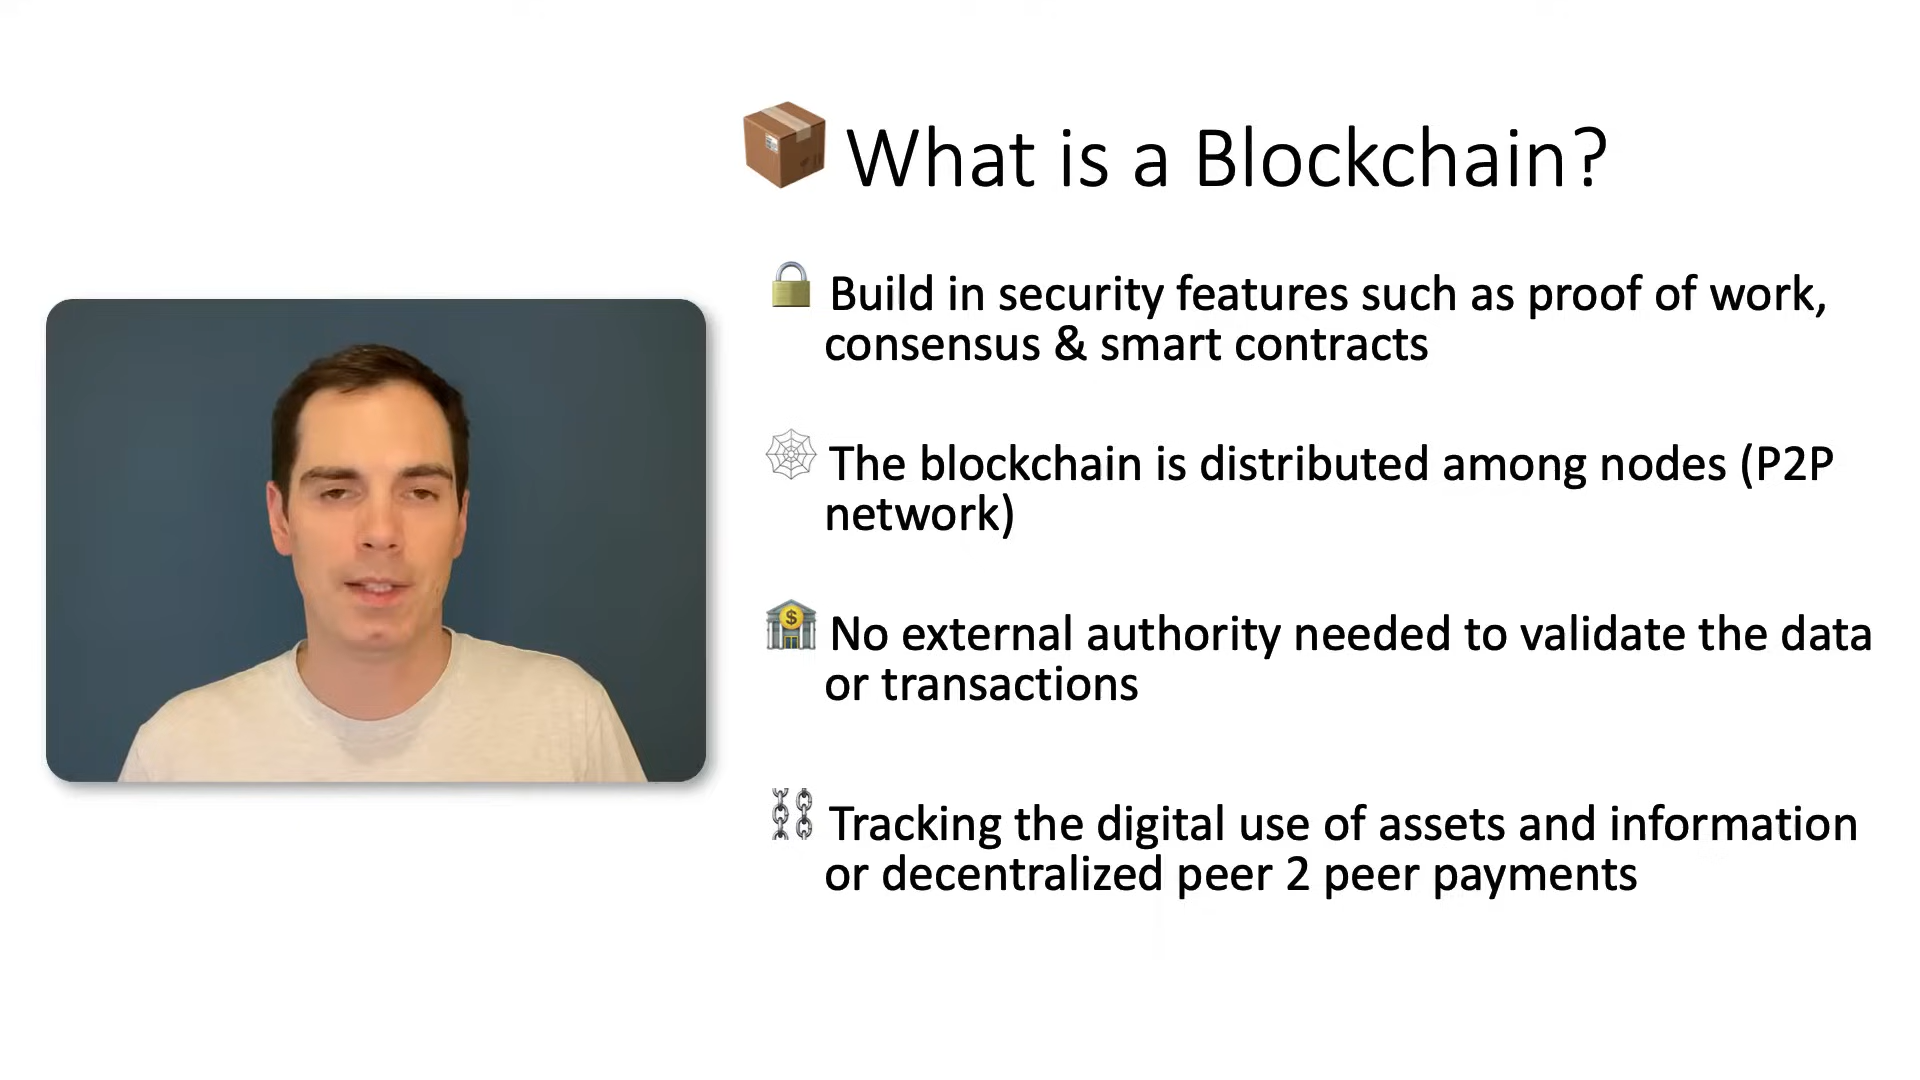 What is a Blockchain?
Build in security features such as proof of work,
consensus & smart contracts
The blockchain is distributed among nodes (P2P
network)
No external authority needed to validate the data
or transactions
Tracking the digital use of assets and information
or decentralized peer 2 peer payments